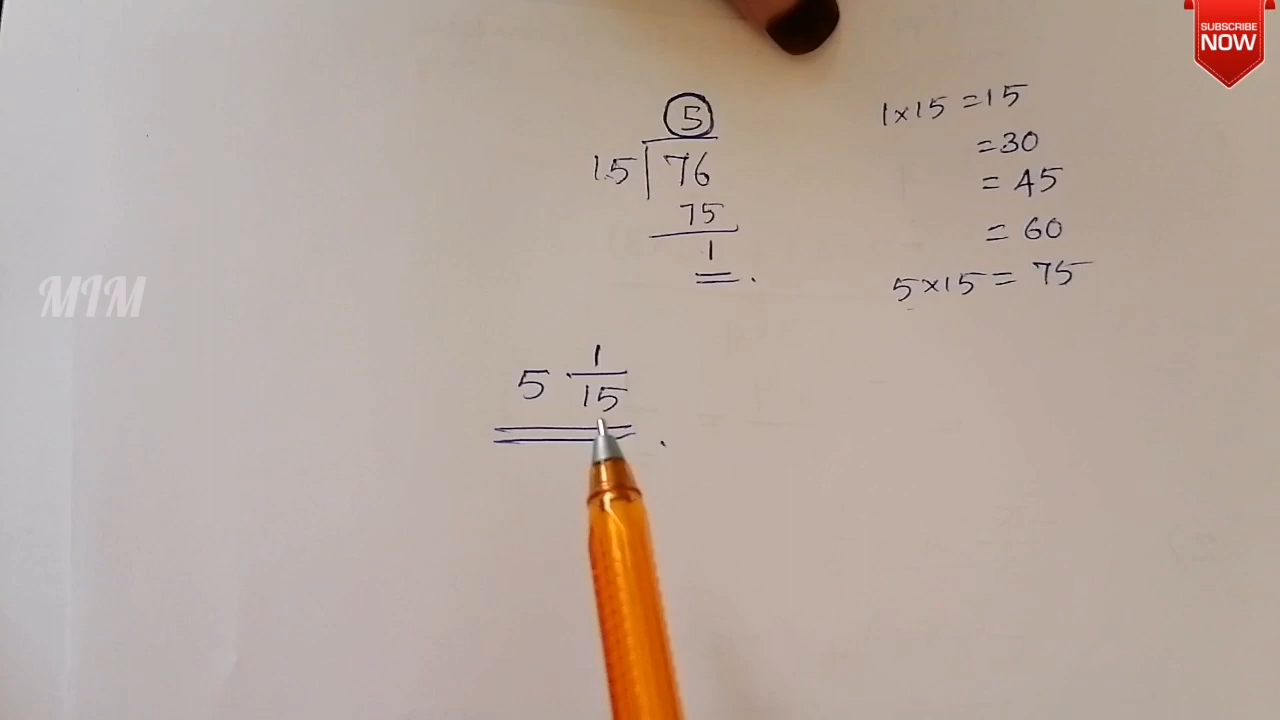 SUBSCRIBE
NOW
5
15 76
75
1
1×15 = 15
= 30
= 45
= 60
5×15 = 75
MIM
5 1/15